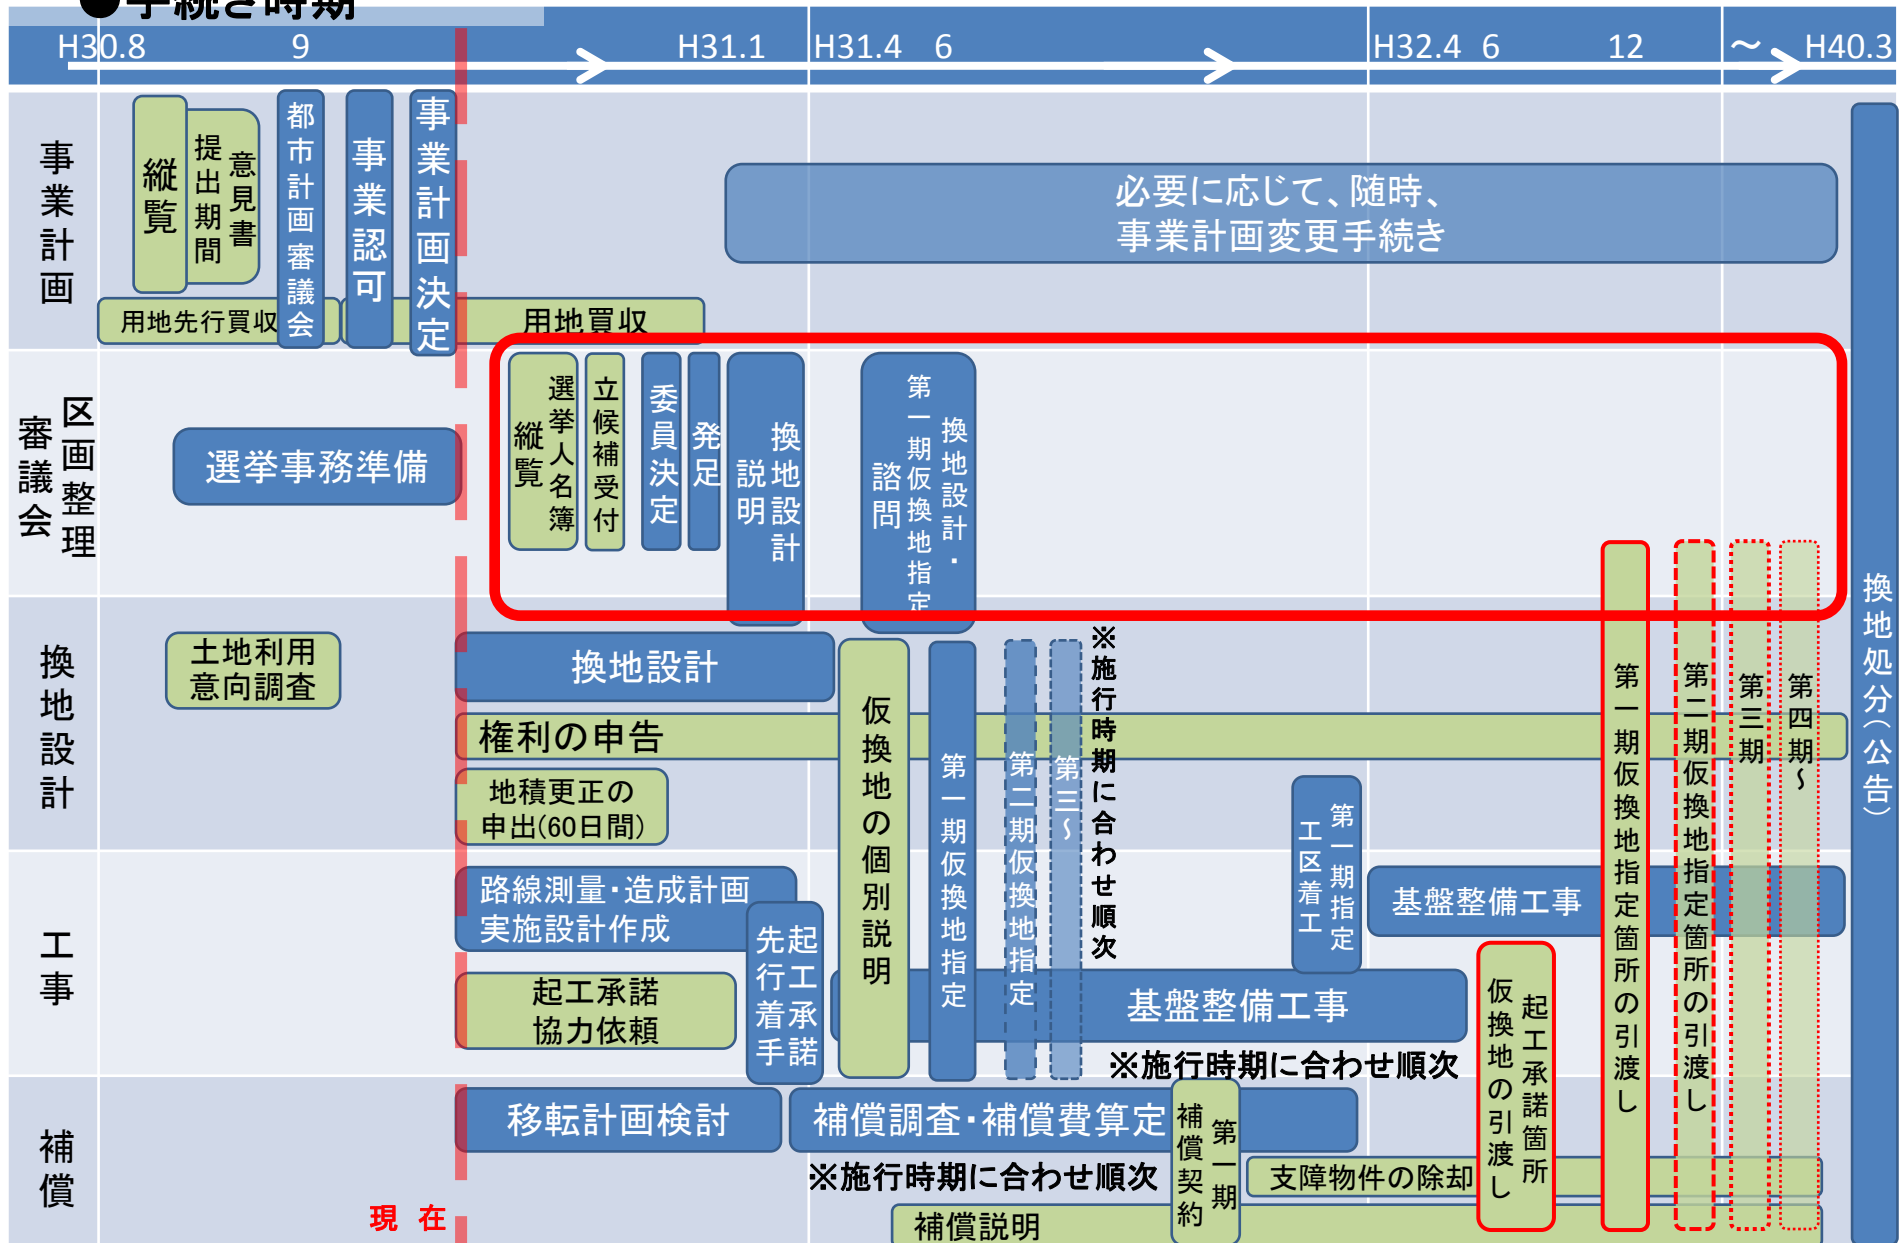 ●手続き時期
H30.8
9
H31.1
H31.4
6
H32.4
6
12
～
H40.3
事業計画
縦覧
意見書
提出期間
都市計画審議会
事業認可
事業計画決定
必要に応じて、随時、
事業計画変更手続き
用地先行買収
用地買収
区画整理
審議会
選挙事務準備
選挙人名簿
縦覧
立候補受付
委員決定
発足
換地設計
説明
換地設計・
第一期仮換地指定
諮問
換地処分（公告）
換地設計
土地利用
意向調査
換地設計
権利の申告
地積更正の
申出(60日間)
仮換地の個別説明
第一期仮換地指定
第二期仮換地指定
第三～
※施行時期に合わせ順次
第一期指定
工区着工
第一期仮換地指定箇所の引渡し
第二期仮換地指定箇所の引渡し
第三期
第四期～
工事
路線測量・造成計画
実施設計作成
起工承諾
先行着手
起工承諾
協力依頼
基盤整備工事
基盤整備工事
※施行時期に合わせ順次
起工承諾箇所
仮換地の引渡し
補償
移転計画検討
補償調査・補償費算定
※施行時期に合わせ順次
第一期
補償契約
支障物件の除却
補償説明
現 在